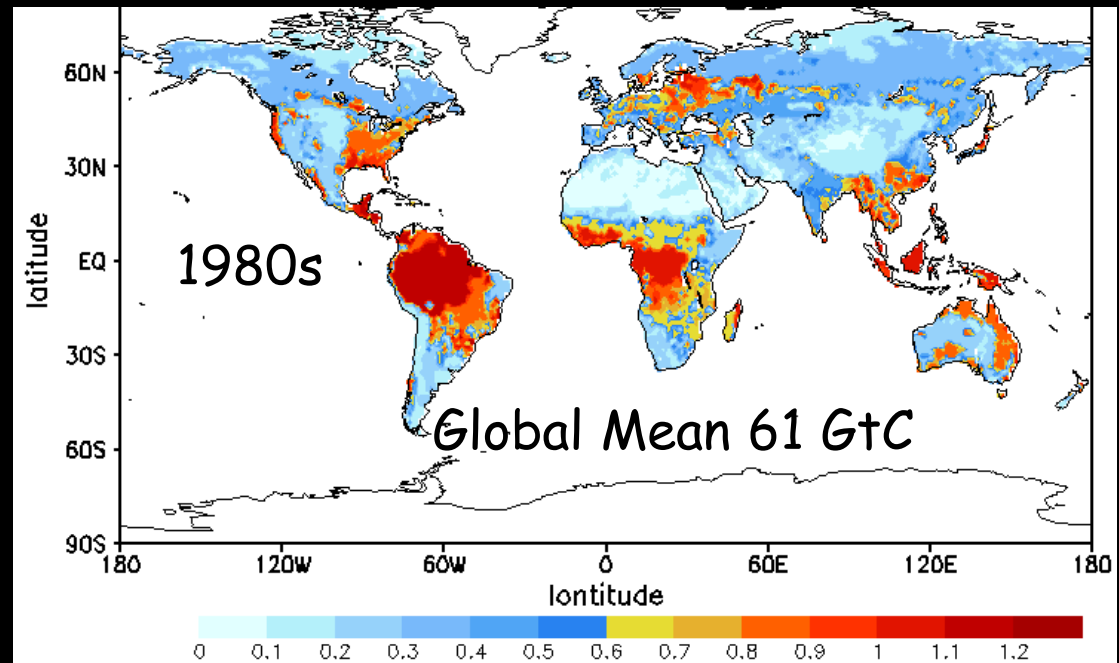 60N
30N
EQ
30S
60S
90S
latitude
1980s
Global Mean 61 GtC
180 120W 60W 0 60E 120E 180
lontitude
0 0.1 0.2 0.3 0.4 0.5 0.6 0.7 0.8 0.9 1 1.1 1.2